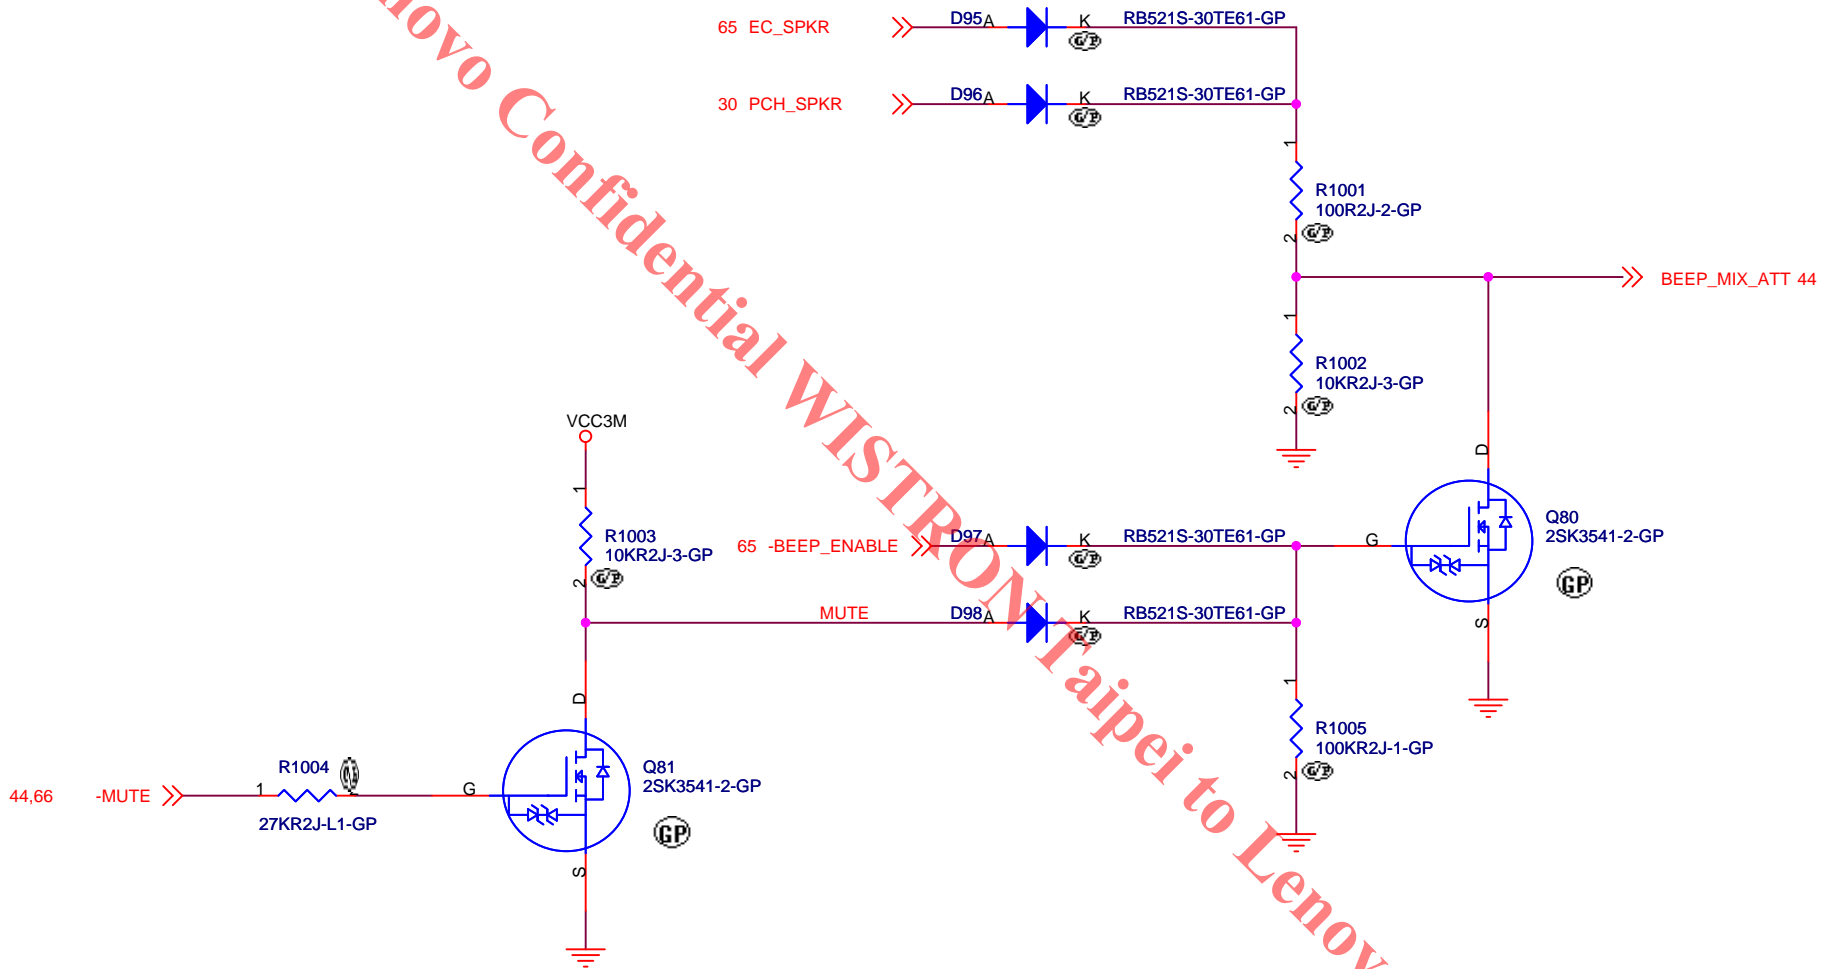 65 EC_SPKR
D95 A K RB521S-30TE61-GP
G/P
30 PCH_SPKR
D96 A K RB521S-30TE61-GP
G/P
1
R1001
100R2J-2-GP
2 G/P
BEEP_MIX_ATT 44
1
R1002
10KR2J-3-GP
2 G/P
VCC3M
1
R1003
10KR2J-3-GP
2 G/P
65 -BEEP_ENABLE
D97 A K RB521S-30TE61-GP
G/P
D
G
Q80
2SK3541-2-GP
GP
S
MUTE
D98 A K RB521S-30TE61-GP
G/P
1
R1005
100KR2J-1-GP
2 G/P
D
44,66 -MUTE
1 R1004 2
27KR2J-L1-GP
G
Q81
2SK3541-2-GP
GP
S
Confidential WISTRON Taipei to